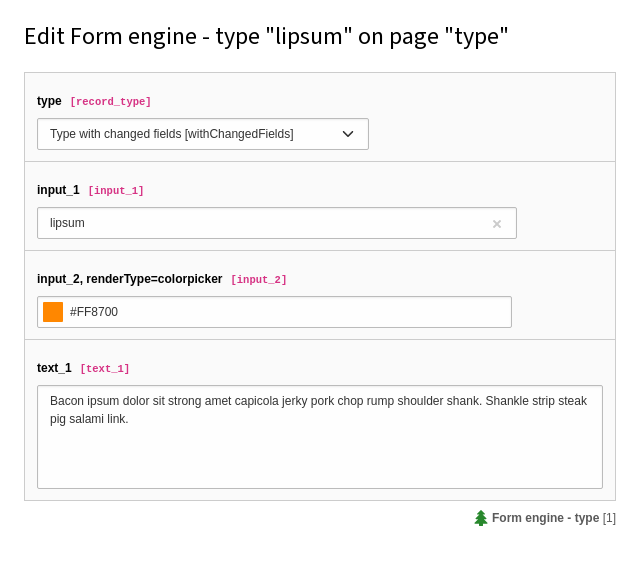 Edit Form engine - type "lipsum" on page "type"
type [record_type]
Type with changed fields [withChangedFields]
input_1 [input_1]
lipsum
input_2, renderType=colorpicker [input_2]
#FF8700
text_1 [text_1]
Bacon ipsum dolor sit strong amet capicola jerky pork chop rump shoulder shank. Shankle strip steak
pig salami link.
Form engine - type [1]